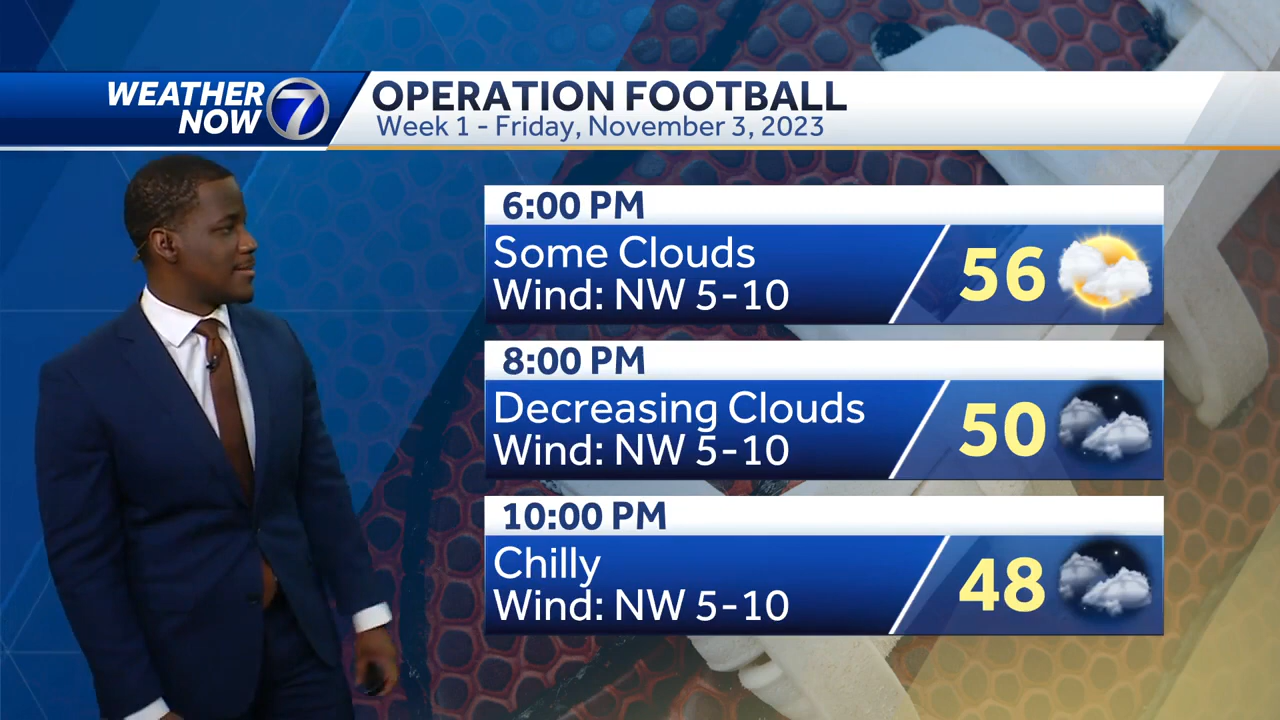 WEATHER
NOW 7
OPERATION FOOTBALL
Week 1 - Friday, November 3, 2023
6:00 PM
Some Clouds
Wind: NW 5-10
56
8:00 PM
Decreasing Clouds
Wind: NW 5-10
50
10:00 PM
Chilly
Wind: NW 5-10
48